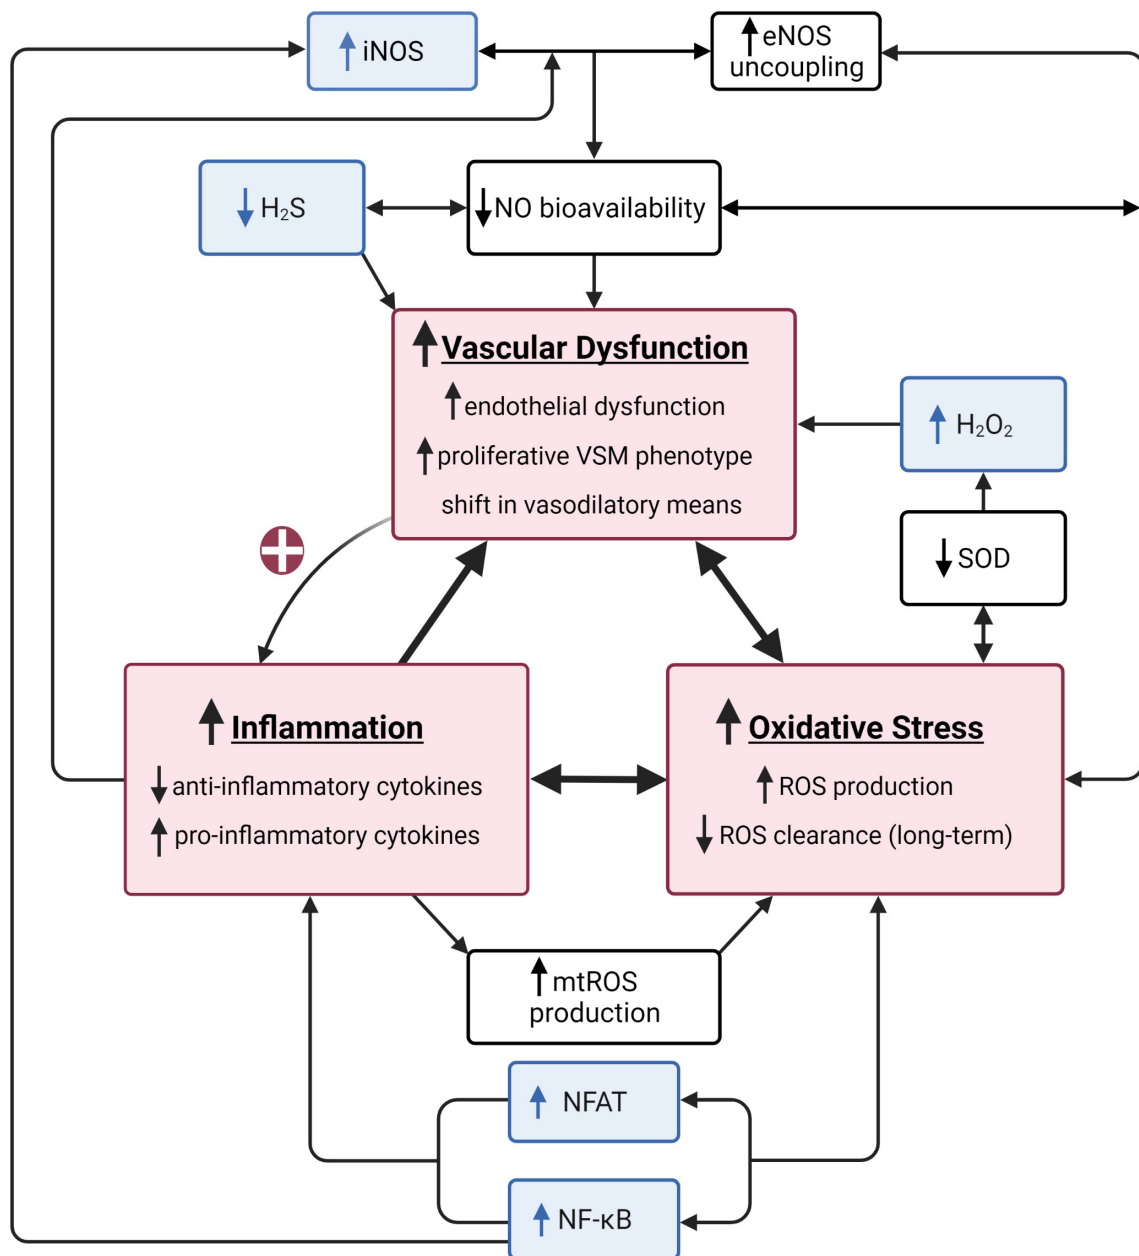 iNOS
eNOS
uncoupling
H₂S
NO bioavailability
Vascular Dysfunction
endothelial dysfunction
proliferative VSM phenotype
shift in vasodilatory means
H₂O₂
SOD
Inflammation
anti-inflammatory cytokines
pro-inflammatory cytokines
Oxidative Stress
ROS production
ROS clearance (long-term)
mtROS
production
NFAT
NF-κB